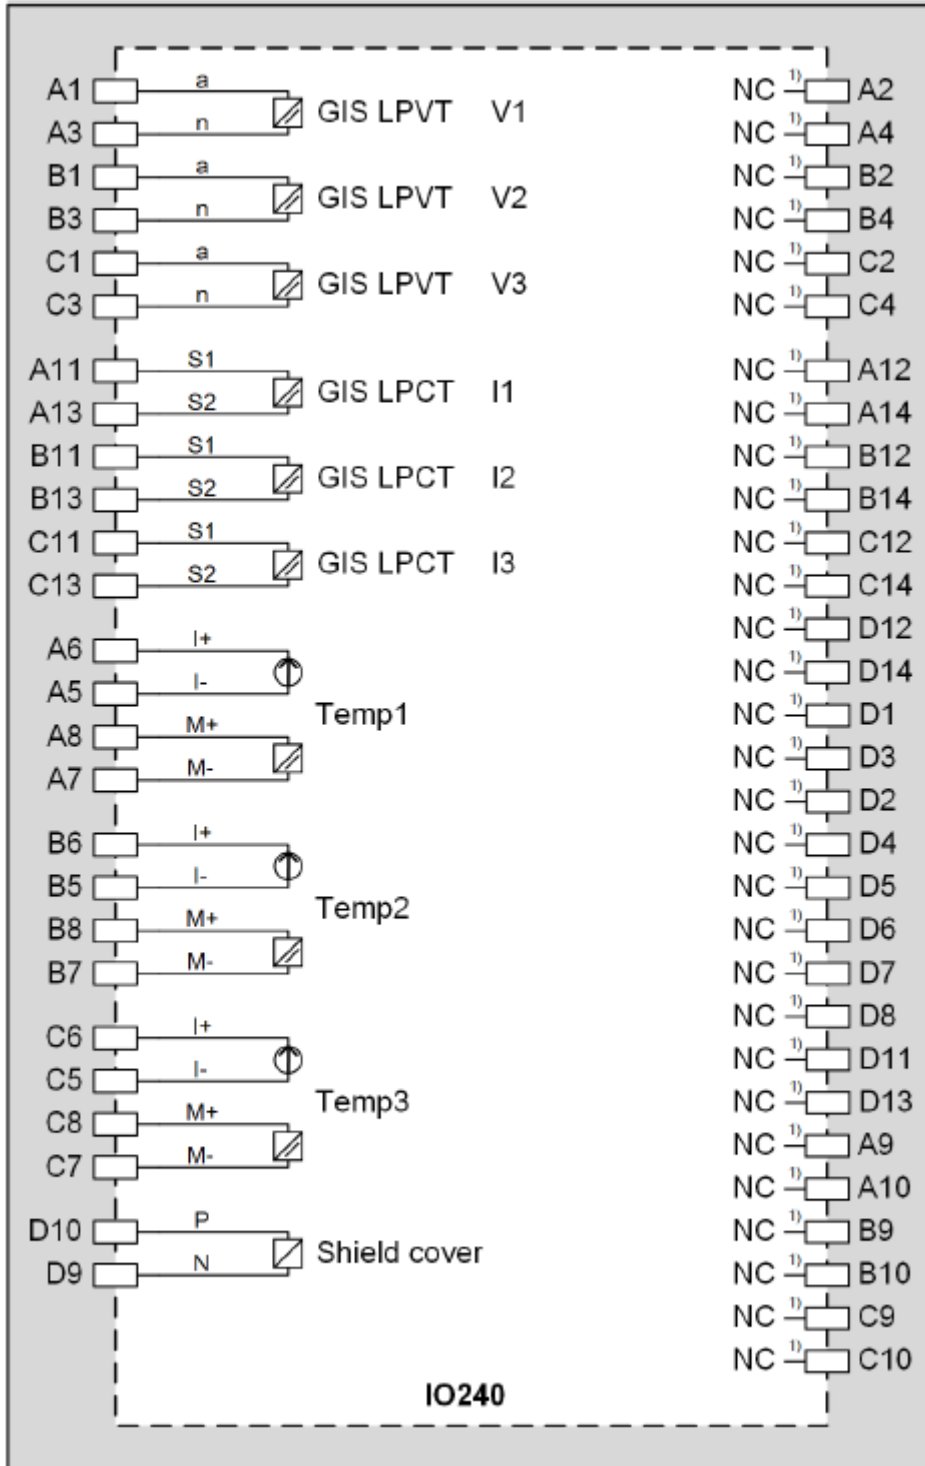 A1 a NC 1) A2
GIS LPVT V1
A3 n NC 1) A4
B1 a NC 1) B2
GIS LPVT V2
B3 n NC 1) B4
C1 a NC 1) C2
GIS LPVT V3
C3 n NC 1) C4
A11 S1 NC 1) A12
GIS LPCT I1
A13 S2 NC 1) A14
B11 S1 NC 1) B12
GIS LPCT I2
B13 S2 NC 1) B14
C11 S1 NC 1) C12
GIS LPCT I3
C13 S2 NC 1) C14
NC 1) D12
A6 I+
NC 1) D14
A5 I-
Temp1 NC 1) D1
A8 M+
NC 1) D3
A7 M-
NC 1) D2
B6 I+ NC 1) D4
B5 I- NC 1) D5
Temp2
B8 M+ NC 1) D6
B7 M- NC 1) D7
NC 1) D8
C6 I+
NC 1) D11
C5 I-
Temp3 NC 1) D13
C8 M+
NC 1) A9
C7 M-
NC 1) A10
D10 P NC 1) B9
Shield cover
D9 N NC 1) B10
NC 1) C9
NC 1) C10
IO240